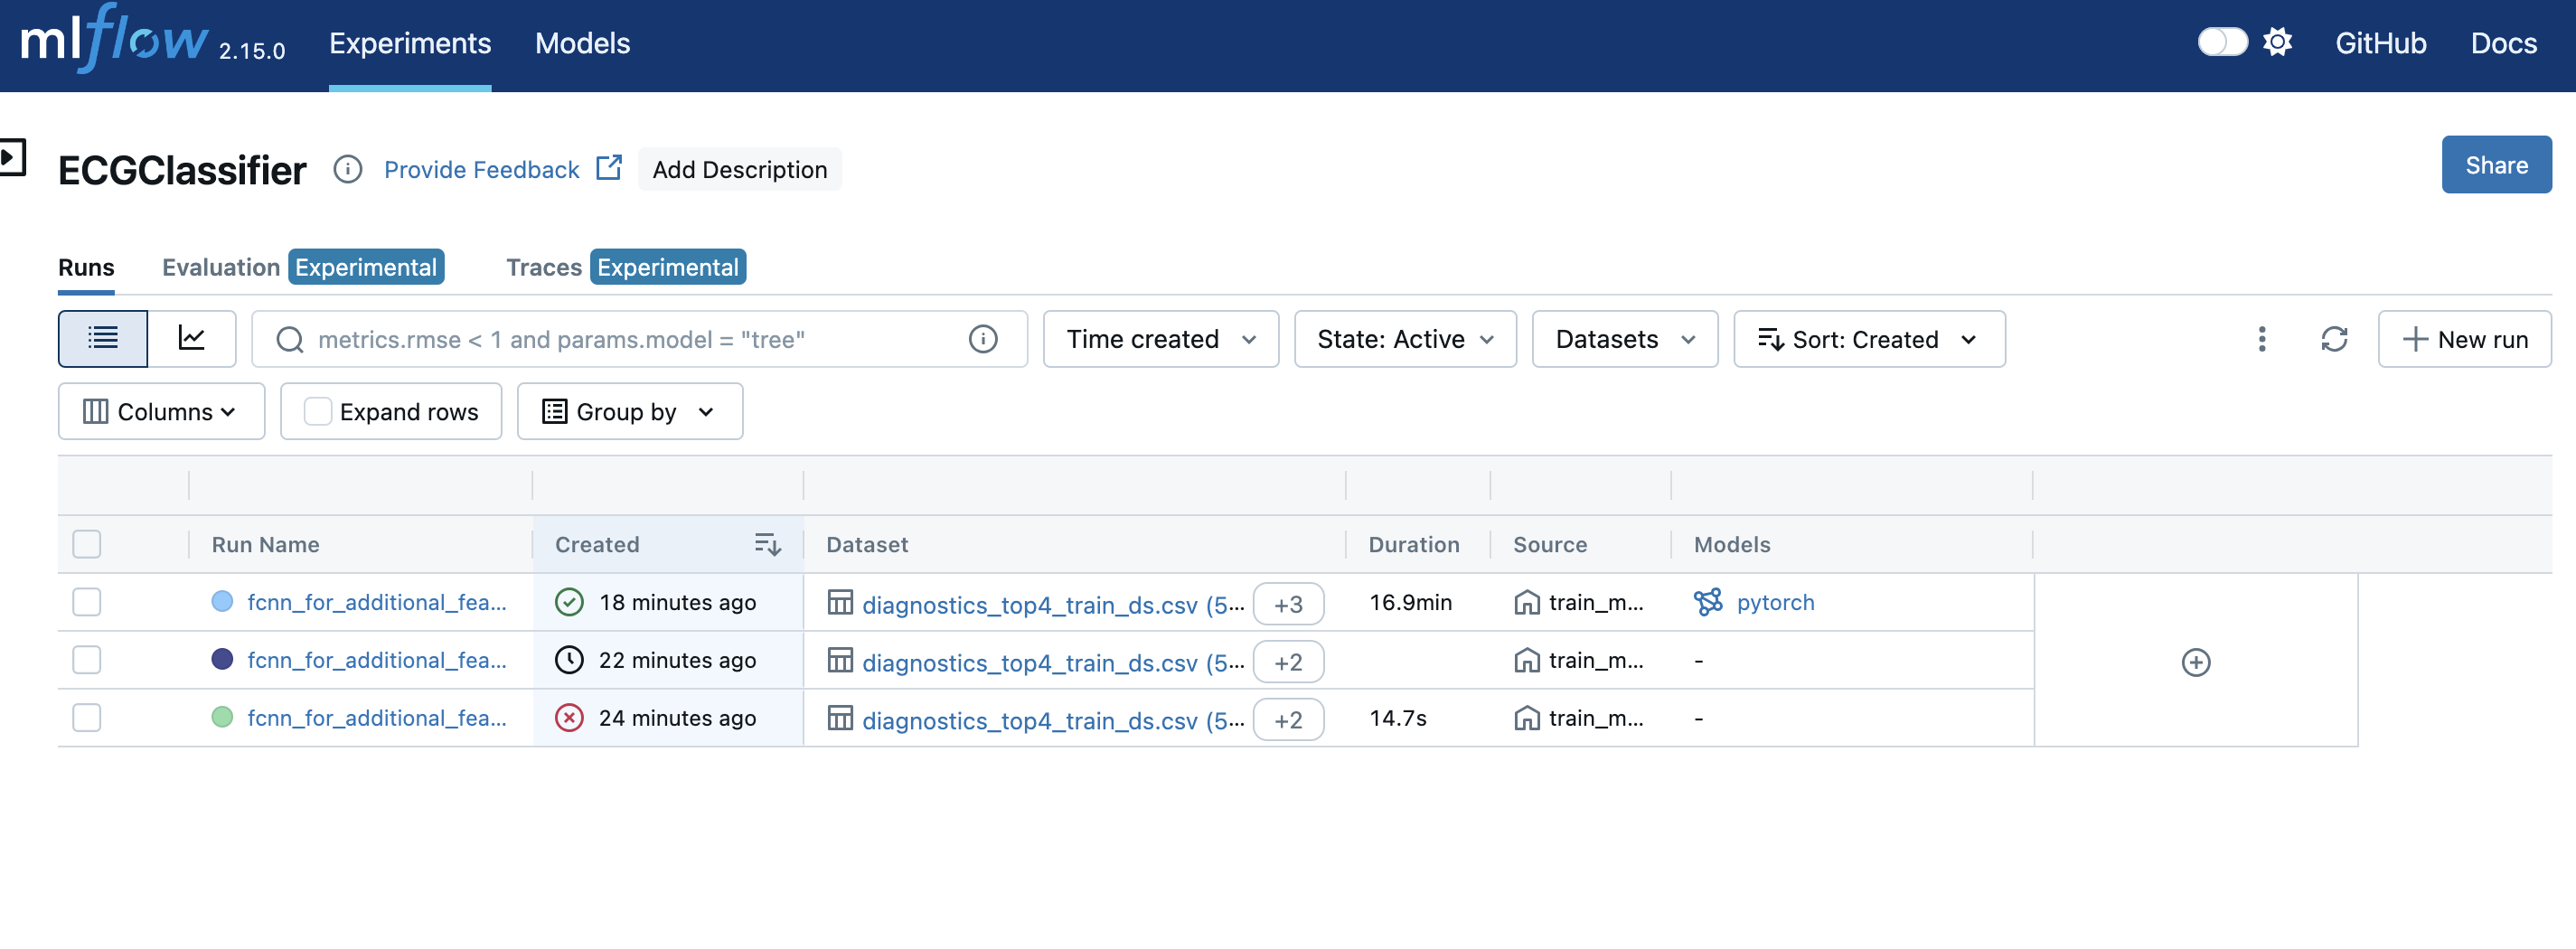 mlflow 2.15.0 Experiments Models GitHub Docs
ECGClassifier Provide Feedback Add Description Share
Runs Evaluation Experimental Traces Experimental
metrics.rmse < 1 and params.model = "tree" Time created State: Active Datasets Sort: Created New run
Columns Expand rows Group by
Run Name Created Dataset Duration Source Models
fcnn_for_additional_fea... 18 minutes ago diagnostics_top4_train_ds.csv (5... +3 16.9min train_m... pytorch
fcnn_for_additional_fea... 22 minutes ago diagnostics_top4_train_ds.csv (5... +2 train_m... -
fcnn_for_additional_fea... 24 minutes ago diagnostics_top4_train_ds.csv (5... +2 14.7s train_m... -